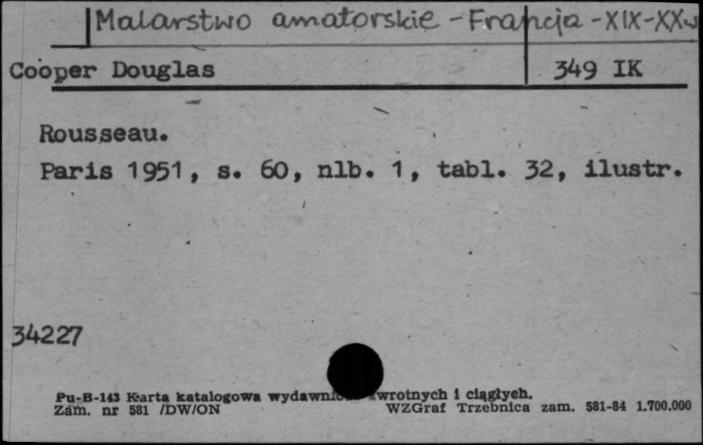 Malarstwo amatorskie - Francja - XIX-XXw
Cooper Douglas 349 IK
Rousseau.
Paris 1951, s. 60, nlb. 1, tabl. 32, ilustr.
34227
Pu-B-143 Karta katalogowa wydawnic zwrotnych i ciągłych.
Zam. nr 581 /DW/ON WZGraf Trzebnica zam. 581-84 1.700.000